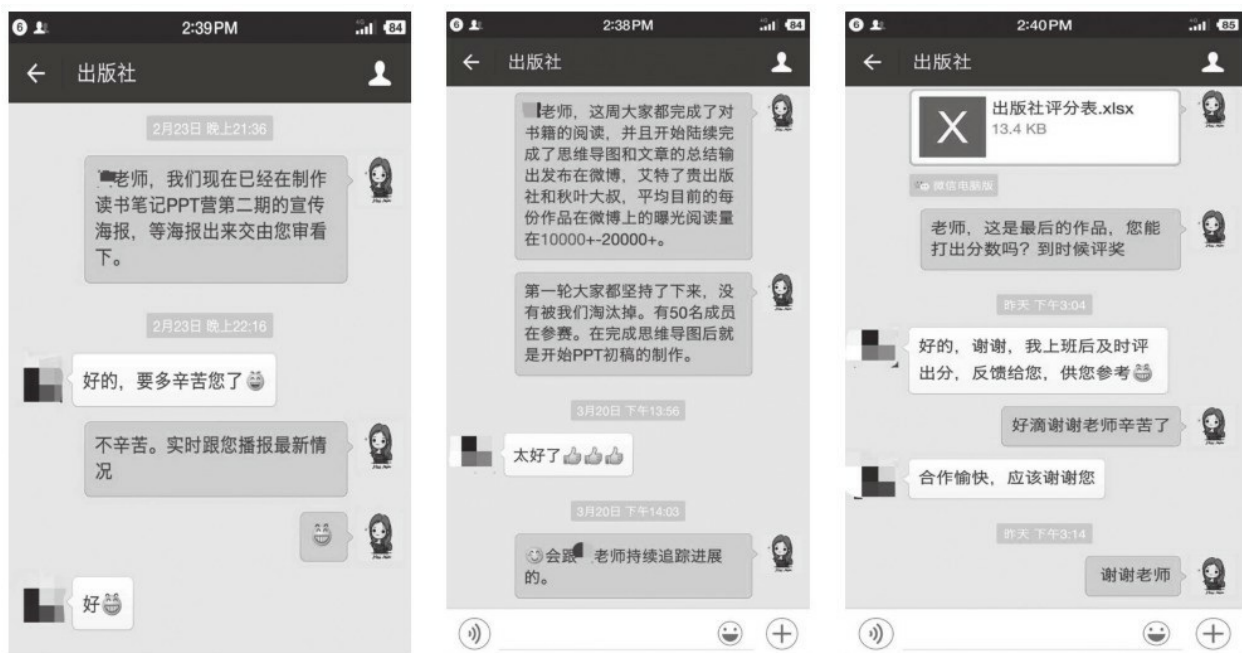 6
2:39PM
4G
84
出版社
2月23日 晚上21:36
老师，我们现在已经在制作
读书笔记PPT营第二期的宣传
海报，等海报出来交由您审看
下。
2月23日 晚上22:16
好的，要多辛苦您了
不辛苦。实时跟您播报最新情
况
好
6
2:38PM
4G
84
出版社
老师，这周大家都完成了对
书籍的阅读，并且开始陆续完
成了思维导图和文章的总结输
出发布在微博，艾特了贵出版
社和秋叶大叔，平均目前的每
份作品在微博上的曝光阅读量
在10000+-20000+。
第一轮大家都坚持了下来，没
有被我们淘汰掉。有50名成员
在参赛。在完成思维导图后就
是开始PPT初稿的制作。
3月20日 下午13:56
太好了👍👍👍
3月20日 下午14:03
会跟 老师持续追踪进展
的。
6
2:40PM
4G
85
出版社
X
出版社评分表.xlsx
13.4 KB
微信电脑版
老师，这是最后的作品，您能
打出分数吗？到时候评奖
昨天 下午3:04
好的，谢谢，我上班后及时评
出分，反馈给您，供您参考
好滴谢谢老师辛苦了
合作愉快，应该谢谢您
昨天 下午3:14
谢谢老师